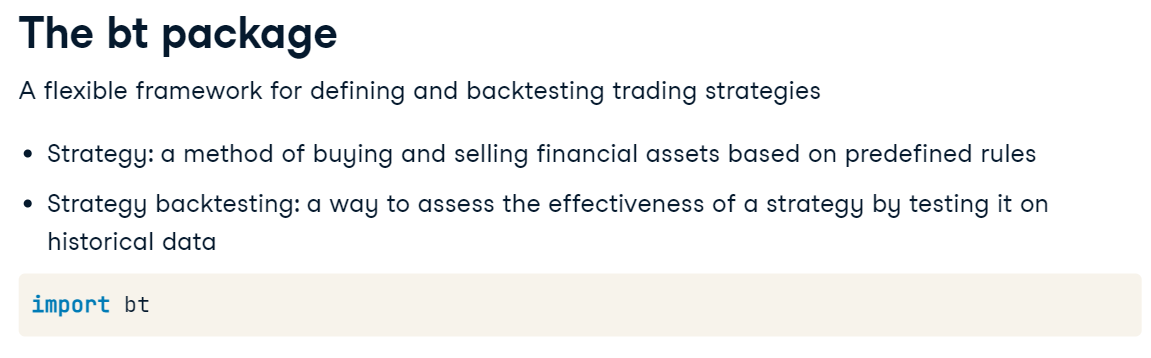 The bt package
A flexible framework for defining and backtesting trading strategies
• Strategy: a method of buying and selling financial assets based on predefined rules
• Strategy backtesting: a way to assess the effectiveness of a strategy by testing it on
historical data
import bt